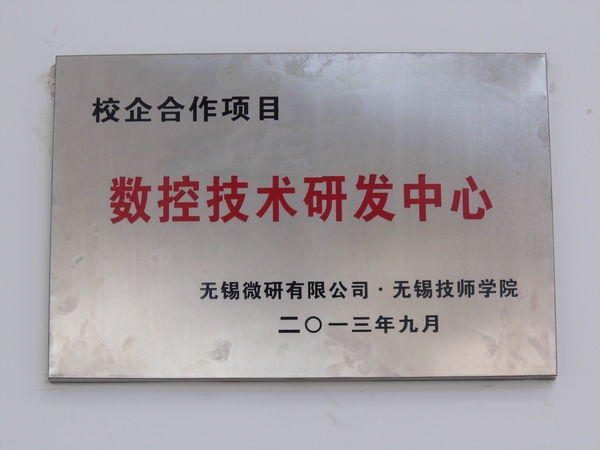 校企合作项目
数控技术研发中心
无锡微研有限公司·无锡技师学院
二〇一三年九月